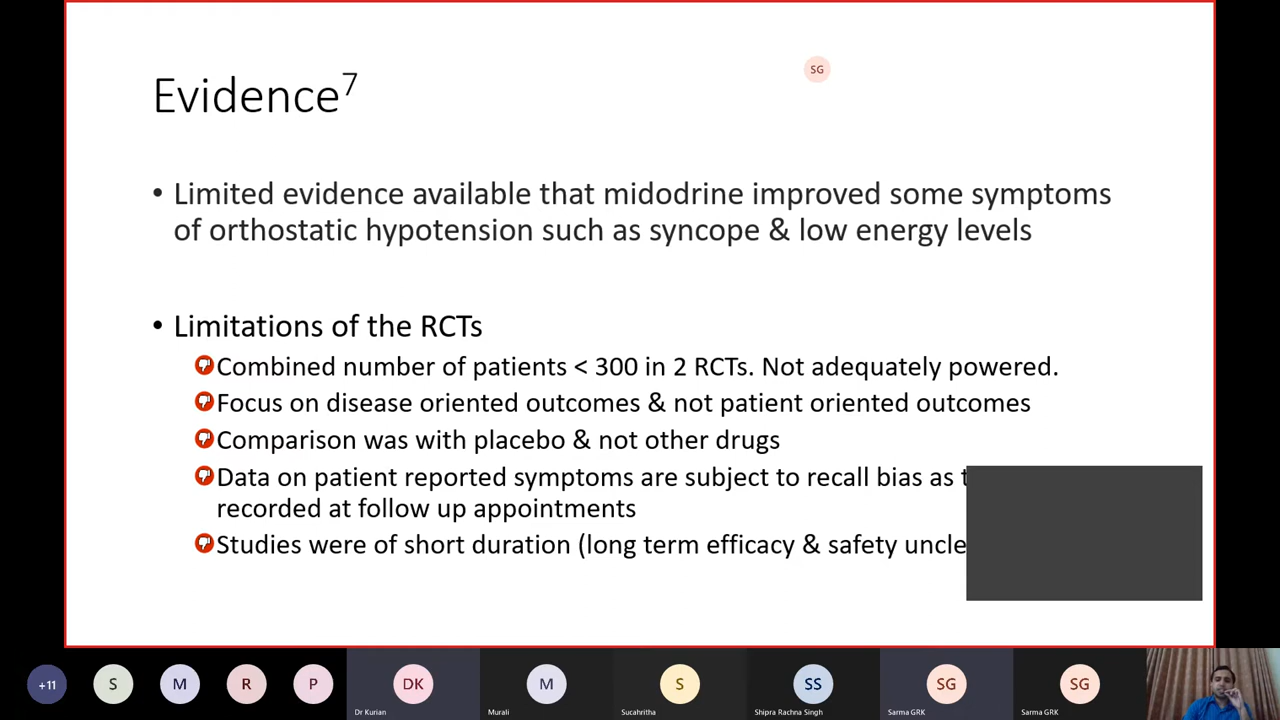 SG
Evidence7
• Limited evidence available that midodrine improved some symptoms
of orthostatic hypotension such as syncope & low energy levels
• Limitations of the RCTs
Combined number of patients < 300 in 2 RCTs. Not adequately powered.
Focus on disease oriented outcomes & not patient oriented outcomes
Comparison was with placebo & not other drugs
Data on patient reported symptoms are subject to recall bias as
recorded at follow up appointments
Studies were of short duration (long term efficacy & safety
+11
S
M
R
P
DK
Dr Kurian
M
Murali
S
Sucahritha
SS
Shipra Rachna Singh
SG
Sarma GRK
SG
Sarma GRK